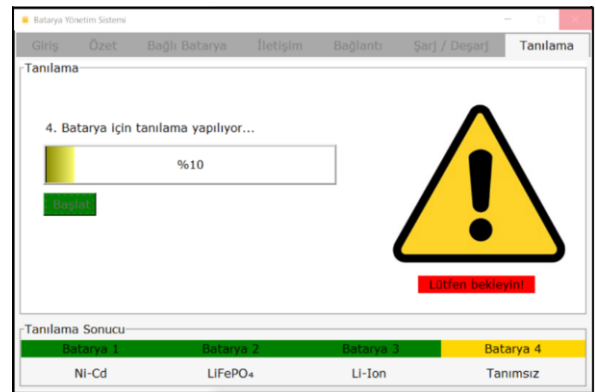 Batarya Yönetim Sistemi
Giriş Özet Bağlı Batarya İletişim Bağlantı Şarj / Deşarj Tanılama
Tanılama
4. Batarya için tanılama yapılıyor...
%10
Başlat
Lütfen bekleyin!
Tanılama Sonucu
Batarya 1 Batarya 2 Batarya 3 Batarya 4
Ni-Cd LiFePO₄ Li-Ion Tanımsız